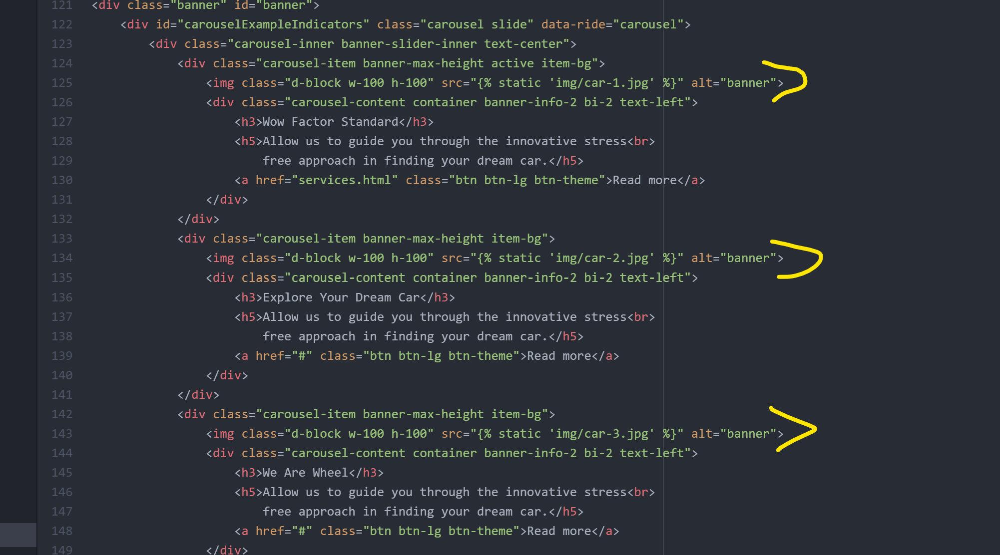 121 <div class="banner" id="banner">
122 <div id="carouselExampleIndicators" class="carousel slide" data-ride="carousel">
123 <div class="carousel-inner banner-slider-inner text-center">
124 <div class="carousel-item banner-max-height active item-bg">
125 <img class="d-block w-100 h-100" src="{% static 'img/car-1.jpg' %}" alt="banner">
126 <div class="carousel-content container banner-info-2 bi-2 text-left">
127 <h3>Wow Factor Standard</h3>
128 <h5>Allow us to guide you through the innovative stress<br>
129 free approach in finding your dream car.</h5>
130 <a href="services.html" class="btn btn-lg btn-theme">Read more</a>
131 </div>
132 </div>
133 <div class="carousel-item banner-max-height item-bg">
134 <img class="d-block w-100 h-100" src="{% static 'img/car-2.jpg' %}" alt="banner">
135 <div class="carousel-content container banner-info-2 bi-2 text-left">
136 <h3>Explore Your Dream Car</h3>
137 <h5>Allow us to guide you through the innovative stress<br>
138 free approach in finding your dream car.</h5>
139 <a href="#" class="btn btn-lg btn-theme">Read more</a>
140 </div>
141 </div>
142 <div class="carousel-item banner-max-height item-bg">
143 <img class="d-block w-100 h-100" src="{% static 'img/car-3.jpg' %}" alt="banner">
144 <div class="carousel-content container banner-info-2 bi-2 text-left">
145 <h3>We Are Wheel</h3>
146 <h5>Allow us to guide you through the innovative stress<br>
147 free approach in finding your dream car.</h5>
148 <a href="#" class="btn btn-lg btn-theme">Read more</a>
149 </div>